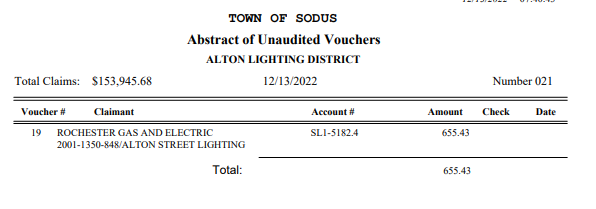 TOWN OF SODUS
Abstract of Unaudited Vouchers
ALTON LIGHTING DISTRICT
Total Claims: $153,945.68 12/13/2022 Number 021
Voucher # Claimant Account # Amount Check Date
19 ROCHESTER GAS AND ELECTRIC SL1-5182.4 655.43
2001-1350-848/ALTON STREET LIGHTING
Total: 655.43